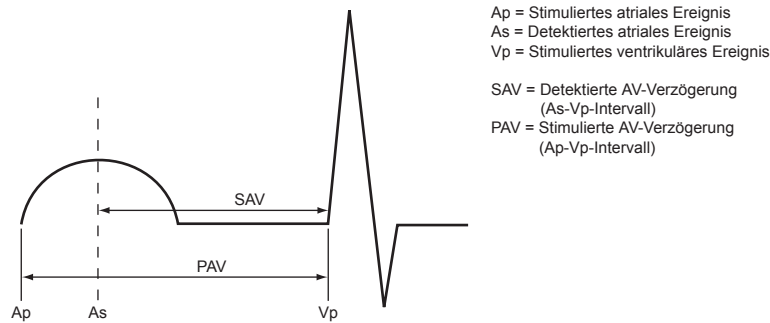 Ap = Stimuliertes atriales Ereignis
As = Detektiertes atriales Ereignis
Vp = Stimuliertes ventrikuläres Ereignis
SAV = Detektierte AV-Verzögerung
(As-Vp-Intervall)
PAV = Stimulierte AV-Verzögerung
(Ap-Vp-Intervall)
SAV
PAV
Ap As Vp